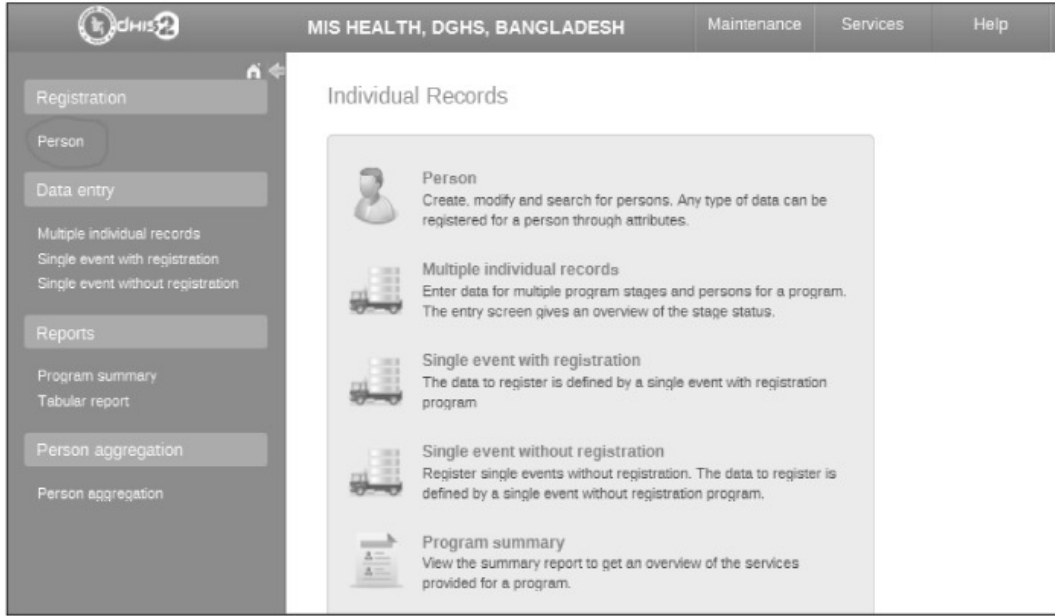 dHIS2
MIS HEALTH, DGHS, BANGLADESH
Maintenance
Services
Help
Registration
Person
Data entry
Multiple individual records
Single event with registration
Single event without registration
Reports
Program summary
Tabular report
Person aggregation
Person aggregation
Individual Records
Person
Create, modify and search for persons. Any type of data can be
registered for a person through attributes.
Multiple individual records
Enter data for multiple program stages and persons for a program.
The entry screen gives an overview of the stage status.
Single event with registration
The data to register is defined by a single event with registration
program
Single event without registration
Register single events without registration. The data to register is
defined by a single event without registration program.
Program summary
View the summary report to get an overview of the services
provided for a program.